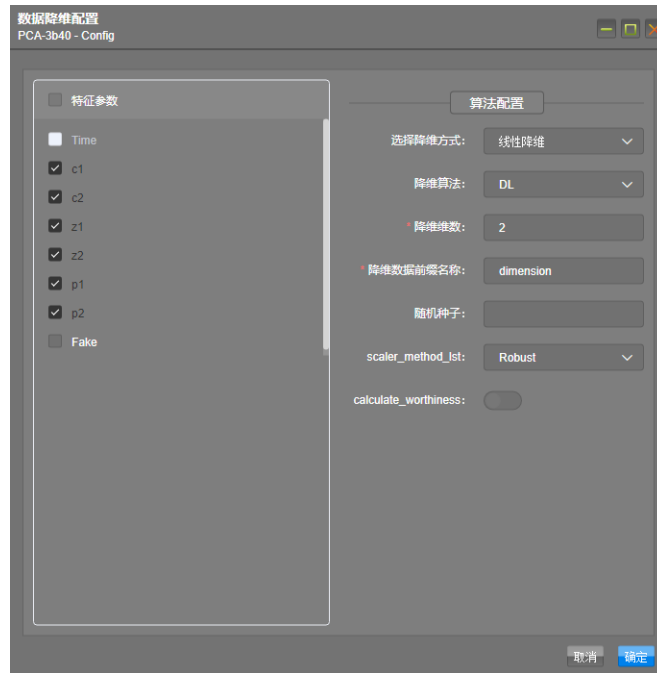 数据降维配置
PCA-3b40 - Config
特征参数
Time
c1
c2
z1
z2
p1
p2
Fake
算法配置
选择降维方式： 线性降维
降维算法： DL
* 降维维数： 2
* 降维数据前缀名称： dimension
随机种子：
scaler_method_lst： Robust
calculate_worthiness：
取消 确定